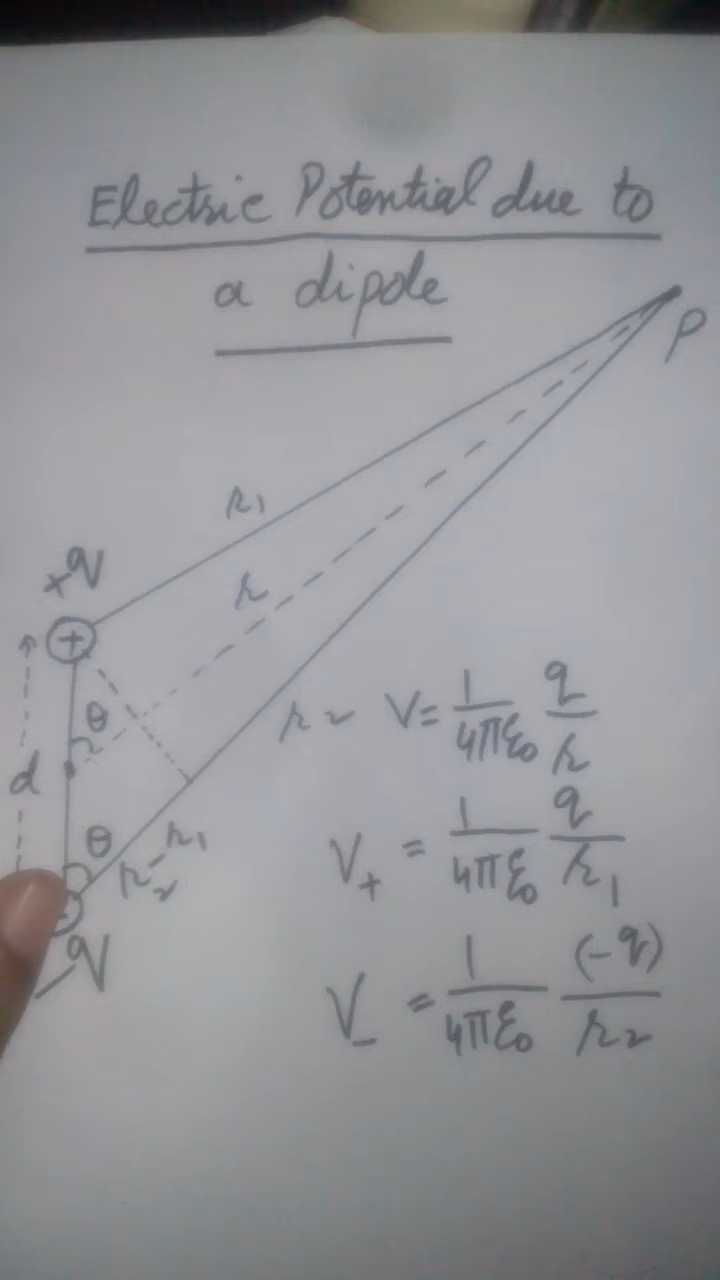 Electric Potential due to
a dipole
P
r₁
+q
r
θ
r₂ V = 1/4πε₀ q/r
d
θ
r₂-r₁
V₊ = 1/4πε₀ q/r₁
-q
V₋ = 1/4πε₀ (-q)/r₂